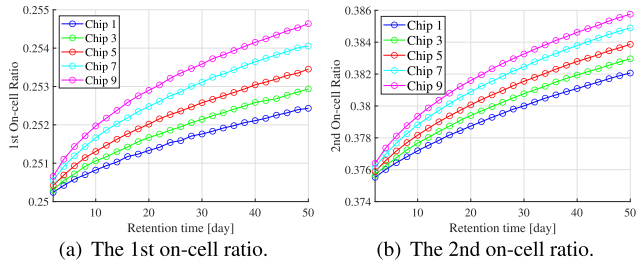 0.255
0.254
0.253
0.252
0.251
0.25
1st On-cell Ratio
Chip 1
Chip 3
Chip 5
Chip 7
Chip 9
10 20 30 40 50
Retention time [day]
(a) The 1st on-cell ratio.
0.386
0.384
0.382
0.38
0.378
0.376
0.374
2nd On-cell Ratio
Chip 1
Chip 3
Chip 5
Chip 7
Chip 9
10 20 30 40 50
Retention time [day]
(b) The 2nd on-cell ratio.